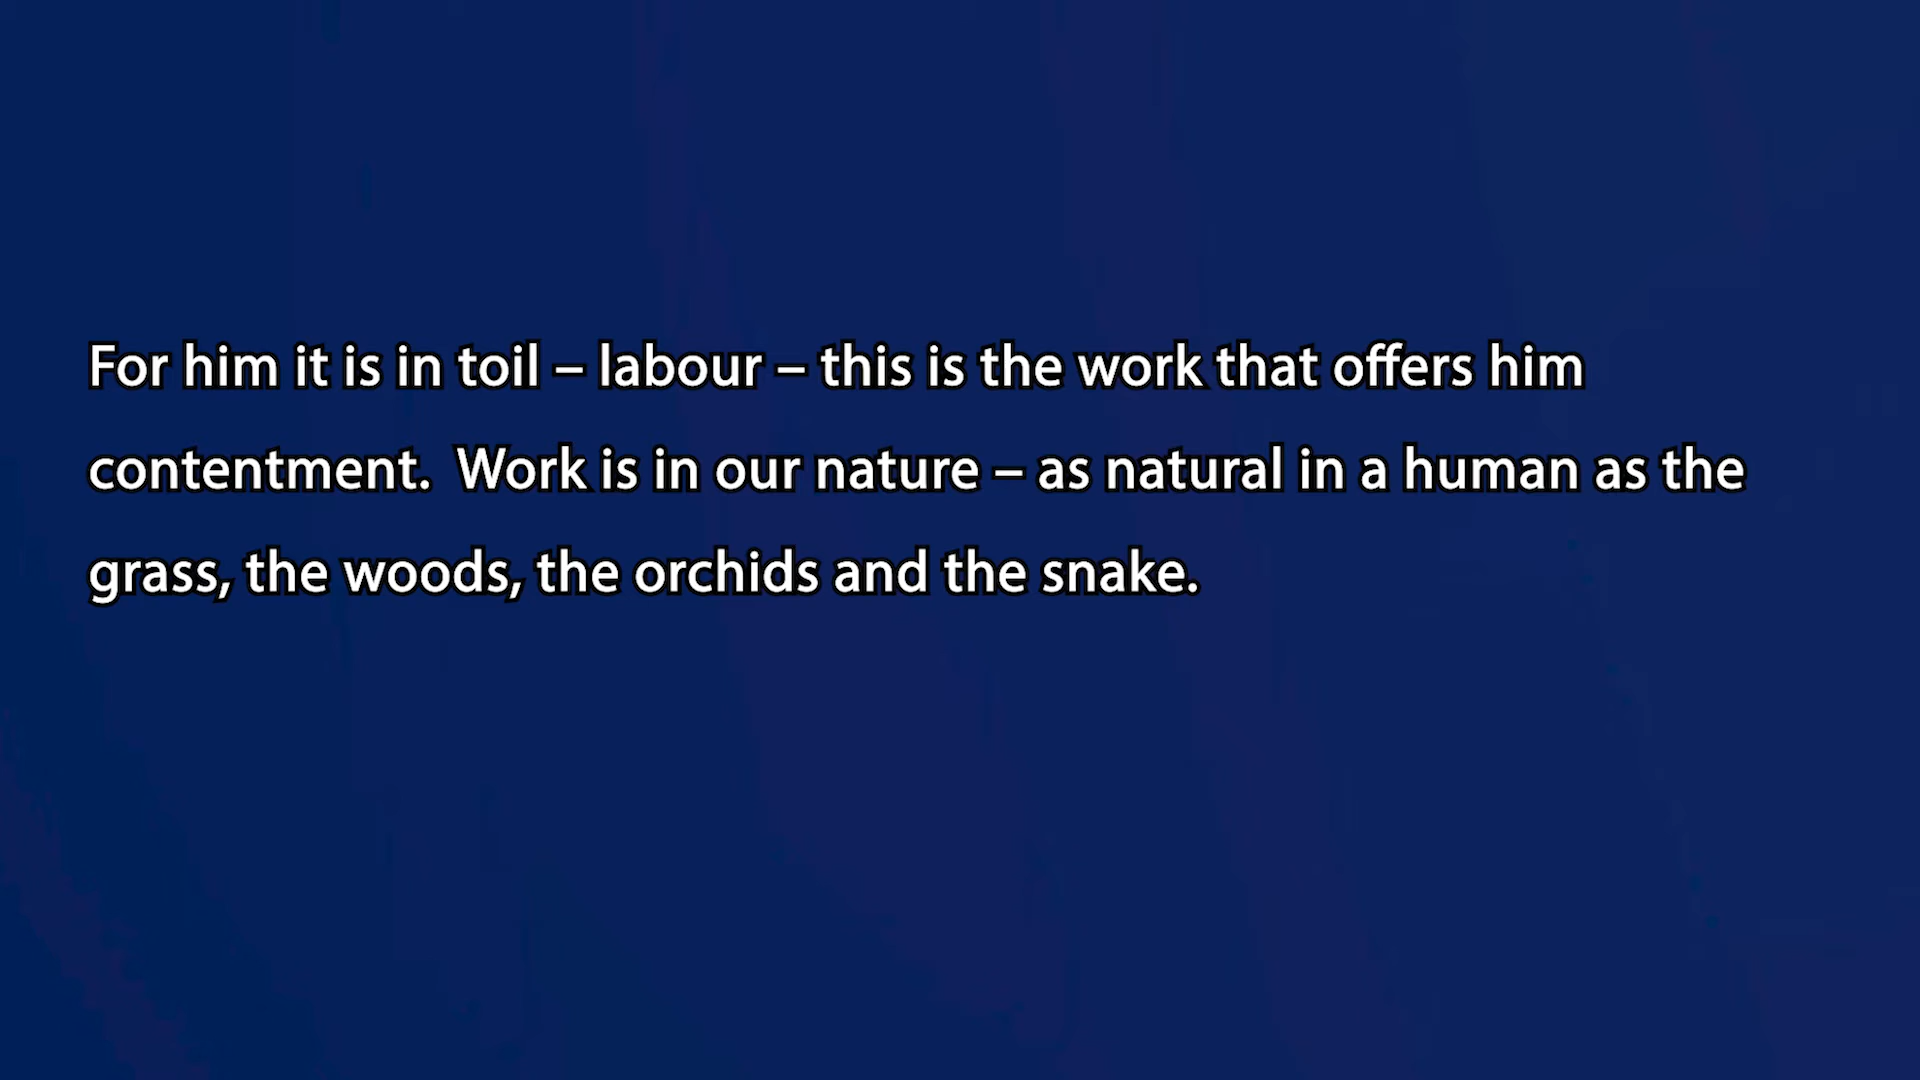 For him it is in toil – labour – this is the work that offers him
contentment.  Work is in our nature – as natural in a human as the
grass, the woods, the orchids and the snake.